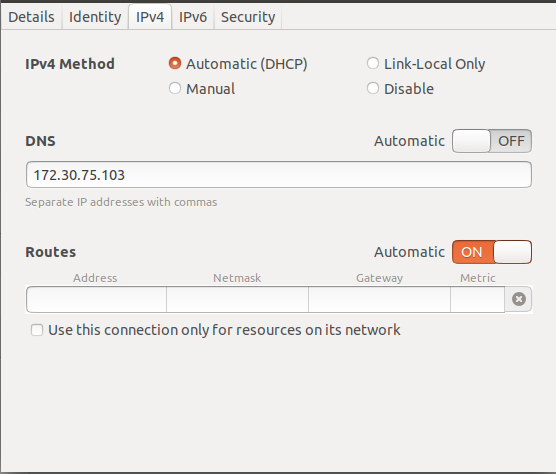 Details Identity IPv4 IPv6 Security
IPv4 Method Automatic (DHCP) Link-Local Only
Manual Disable
DNS Automatic OFF
172.30.75.103
Separate IP addresses with commas
Routes Automatic ON
Address Netmask Gateway Metric
Use this connection only for resources on its network